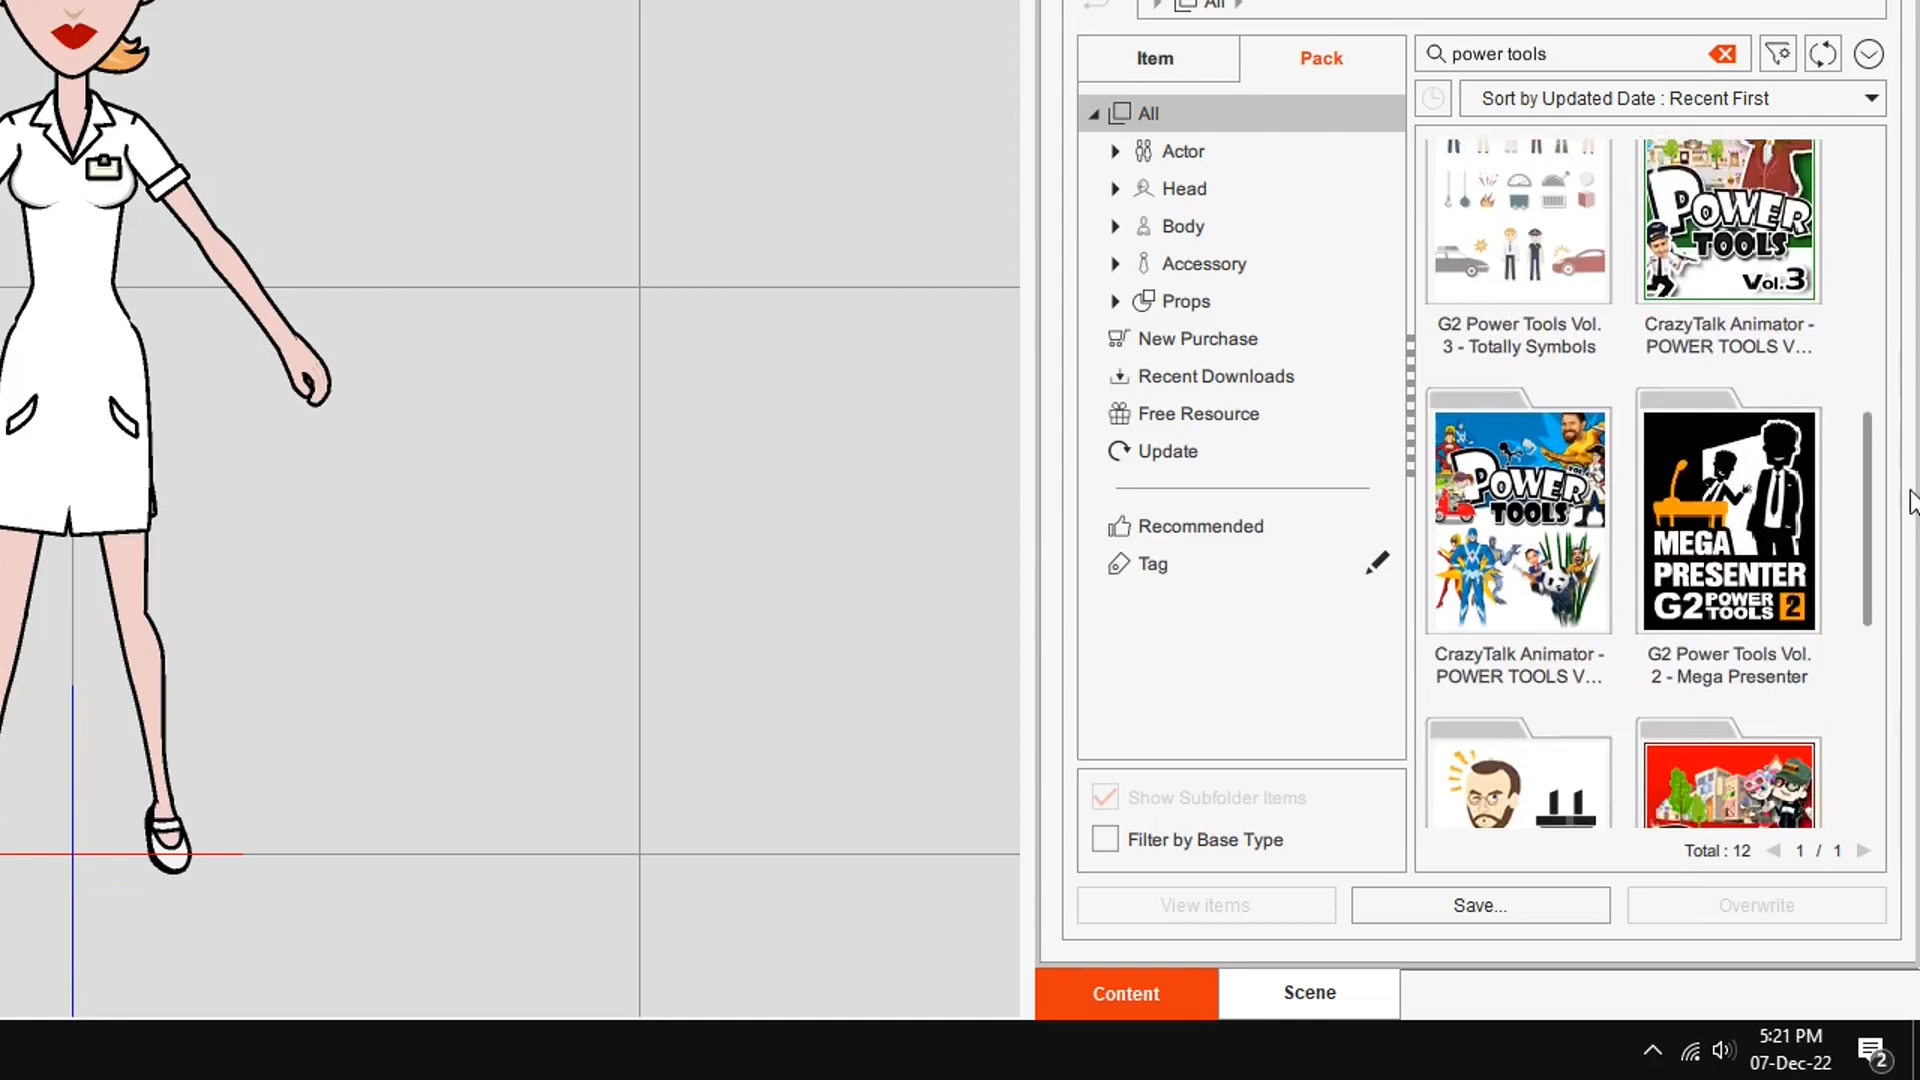 All
Item
Pack
power tools
Sort by Updated Date : Recent First
All
Actor
Head
Body
Accessory
Props
New Purchase
Recent Downloads
Free Resource
Update
Recommended
Tag
POWER
TOOLS
Vol.3
G2 Power Tools Vol.
3 - Totally Symbols
CrazyTalk Animator -
POWER TOOLS V...
POWER
TOOLS
MEGA
PRESENTER
G2 POWER TOOLS 2
CrazyTalk Animator -
POWER TOOLS V...
G2 Power Tools Vol.
2 - Mega Presenter
Show Subfolder Items
Filter by Base Type
Total : 12 1 / 1
View items
Save...
Overwrite
Content
Scene
5:21 PM
07-Dec-22
2